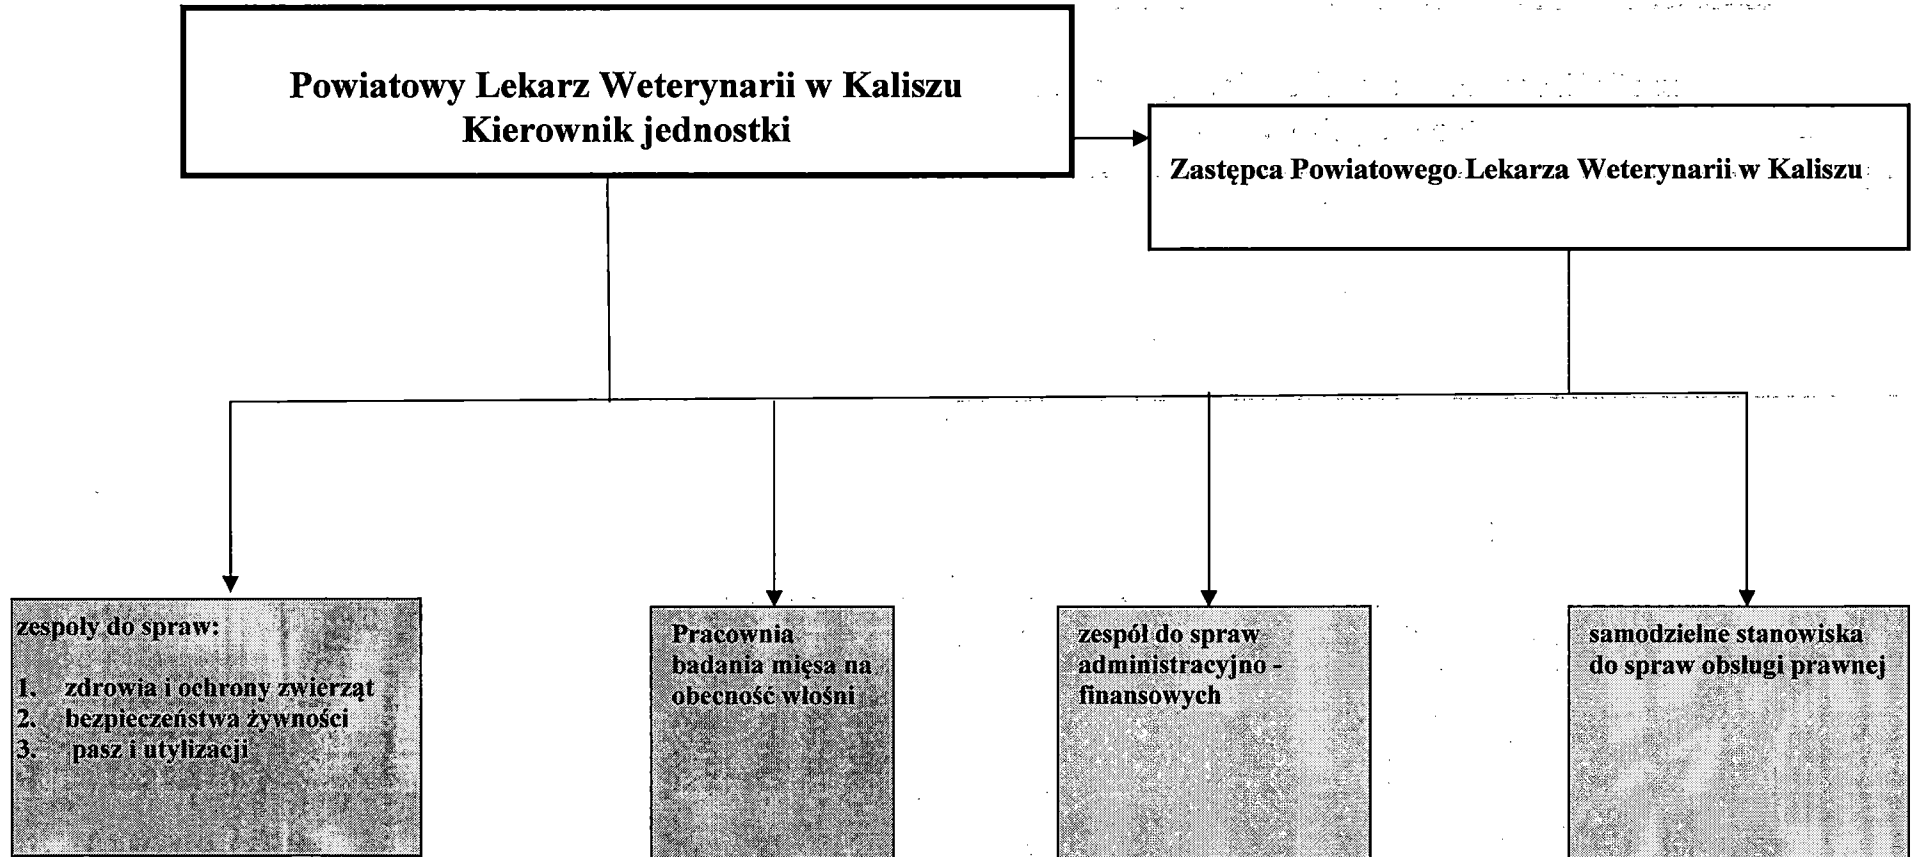 Powiatowy Lekarz Weterynarii w Kaliszu
Kierownik jednostki
Zastępca Powiatowego Lekarza Weterynarii w Kaliszu
zespoły do spraw:
1. zdrowia i ochrony zwierząt
2. bezpieczeństwa żywności
3. pasz i utylizacji
Pracownia
badania mięsa na
obecność włośni
zespół do spraw
administracyjno -
finansowych
samodzielne stanowiska
do spraw obsługi prawnej